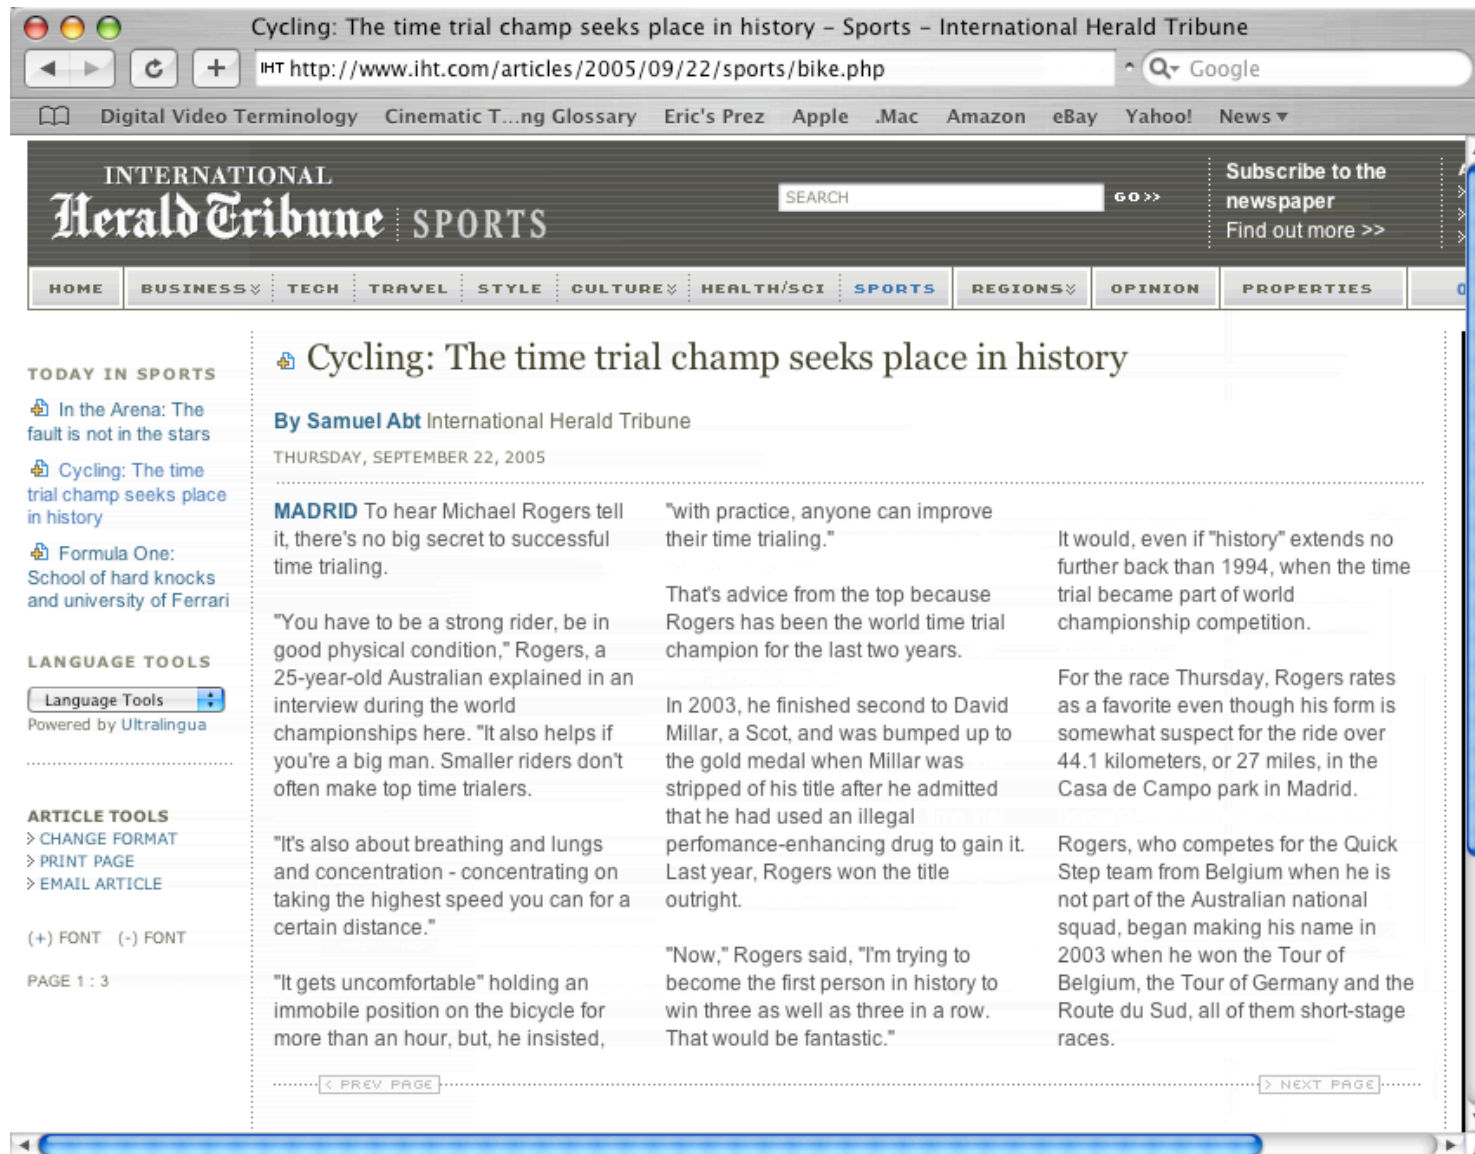 Cycling: The time trial champ seeks place in history – Sports – International Herald Tribune
IHT http://www.iht.com/articles/2005/09/22/sports/bike.php
Google
Digital Video Terminology Cinematic T...ng Glossary Eric's Prez Apple .Mac Amazon eBay Yahoo! News
INTERNATIONAL
Herald Tribune SPORTS
SEARCH
GO>>
Subscribe to the
newspaper
Find out more >>
HOME BUSINESS TECH TRAVEL STYLE CULTURE HEALTH/SCI SPORTS REGIONS OPINION PROPERTIES
TODAY IN SPORTS
In the Arena: The
fault is not in the stars
Cycling: The time
trial champ seeks place
in history
Formula One:
School of hard knocks
and university of Ferrari
LANGUAGE TOOLS
Language Tools
Powered by Ultralingua
ARTICLE TOOLS
> CHANGE FORMAT
> PRINT PAGE
> EMAIL ARTICLE
(+) FONT (-) FONT
PAGE 1 : 3
Cycling: The time trial champ seeks place in history
By Samuel Abt International Herald Tribune
THURSDAY, SEPTEMBER 22, 2005
MADRID To hear Michael Rogers tell
it, there's no big secret to successful
time trialing.
"You have to be a strong rider, be in
good physical condition," Rogers, a
25-year-old Australian explained in an
interview during the world
championships here. "It also helps if
you're a big man. Smaller riders don't
often make top time trialers.
"It's also about breathing and lungs
and concentration - concentrating on
taking the highest speed you can for a
certain distance."
"It gets uncomfortable" holding an
immobile position on the bicycle for
more than an hour, but, he insisted,
"with practice, anyone can improve
their time trialing."
That's advice from the top because
Rogers has been the world time trial
champion for the last two years.
In 2003, he finished second to David
Millar, a Scot, and was bumped up to
the gold medal when Millar was
stripped of his title after he admitted
that he had used an illegal
perfomance-enhancing drug to gain it.
Last year, Rogers won the title
outright.
"Now," Rogers said, "I'm trying to
become the first person in history to
win three as well as three in a row.
That would be fantastic."
It would, even if "history" extends no
further back than 1994, when the time
trial became part of world
championship competition.
For the race Thursday, Rogers rates
as a favorite even though his form is
somewhat suspect for the ride over
44.1 kilometers, or 27 miles, in the
Casa de Campo park in Madrid.
Rogers, who competes for the Quick
Step team from Belgium when he is
not part of the Australian national
squad, began making his name in
2003 when he won the Tour of
Belgium, the Tour of Germany and the
Route du Sud, all of them short-stage
races.
< PREV PAGE
> NEXT PAGE